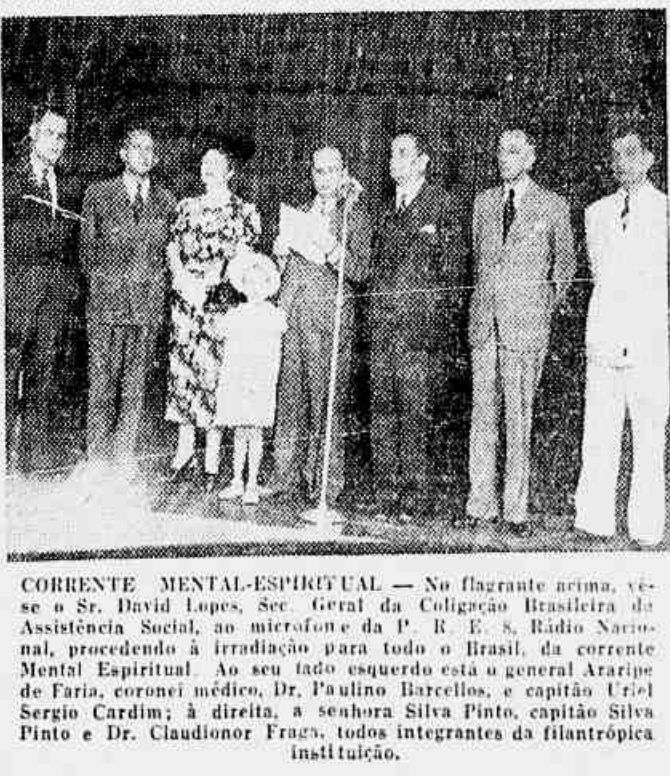 CORRENTE MENTAL-ESPIRITUAL — No flagrante acima, vê-
se o Sr. David Lopes, Sec. Geral da Coligação Brasileira de
Assistência Social, ao microfone da P. R. E. 8, Rádio Nacio-
nal, procedendo à irradiação para todo o Brasil, da corrente
Mental Espiritual. Ao seu lado esquerdo está o general Araripe
de Faria, coronel médico, Dr. Paulino Barcellos, e capitão Uriel
Sergio Cardim; à direita, a senhora Silva Pinto, capitão Silva
Pinto e Dr. Claudionor Fraga, todos integrantes da filantrópica
instituição.